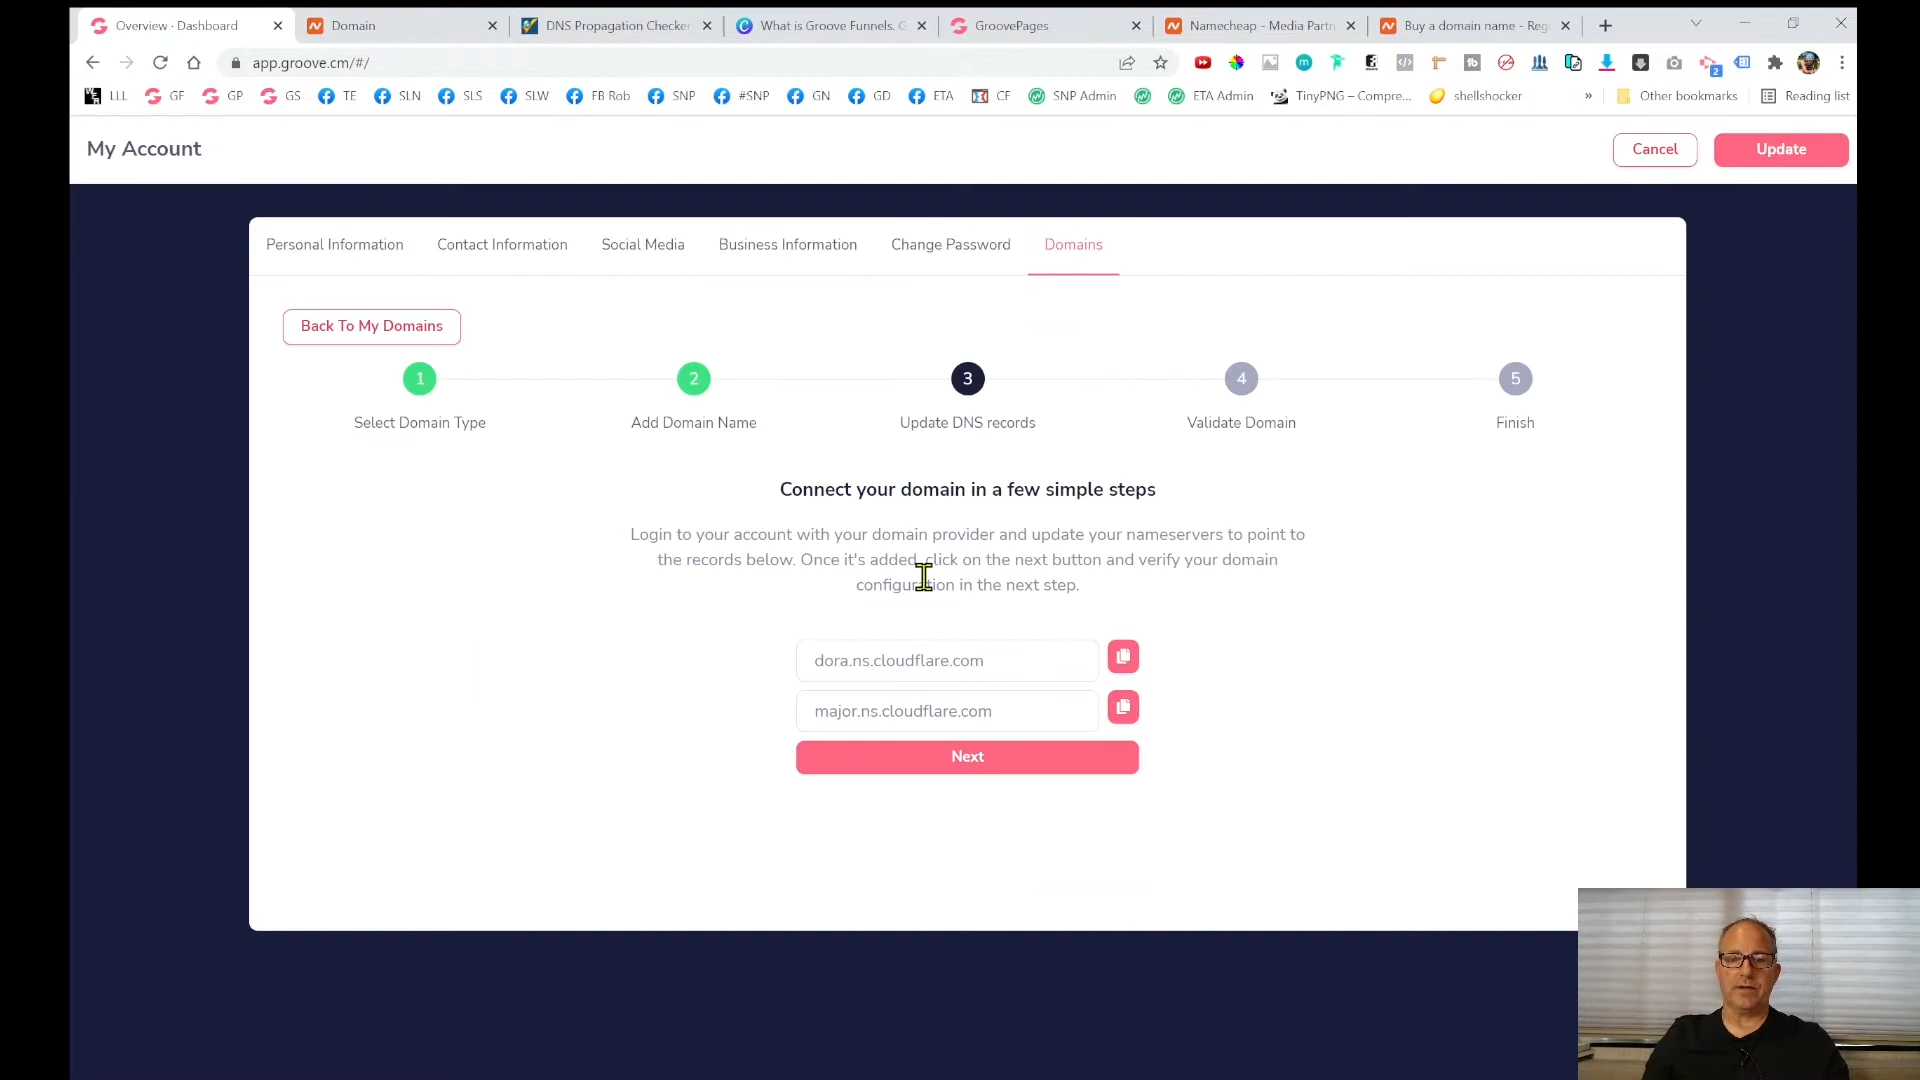 Overview · Dashboard
Domain
DNS Propagation Checker
What is Groove Funnels. G
GroovePages
Namecheap - Media Partn
Buy a domain name - Reg
app.groove.cm/#/
2
LLL
GF
GP
GS
TE
SLN
SLS
SLW
FB Rob
SNP
#SNP
GN
GD
ETA
CF
SNP Admin
ETA Admin
TinyPNG – Compre...
shellshocker
»
Other bookmarks
Reading list
My Account
Cancel
Update
Personal Information
Contact Information
Social Media
Business Information
Change Password
Domains
Back To My Domains
1
2
3
4
5
Select Domain Type
Add Domain Name
Update DNS records
Validate Domain
Finish
Connect your domain in a few simple steps
Login to your account with your domain provider and update your nameservers to point to
the records below. Once it's added, click on the next button and verify your domain
configuration in the next step.
dora.ns.cloudflare.com
major.ns.cloudflare.com
Next